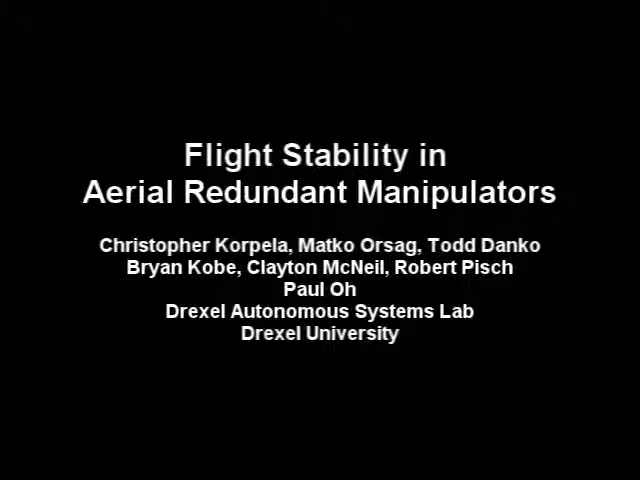 Flight Stability in
Aerial Redundant Manipulators
Christopher Korpela, Matko Orsag, Todd Danko
Bryan Kobe, Clayton McNeil, Robert Pisch
Paul Oh
Drexel Autonomous Systems Lab
Drexel University